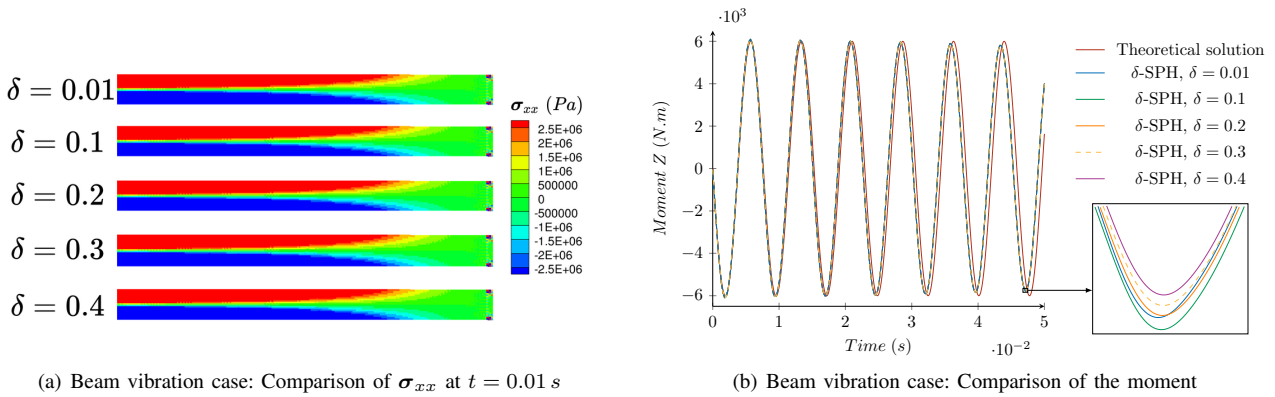 δ = 0.01
δ = 0.1
δ = 0.2
δ = 0.3
δ = 0.4
σxx (Pa)
2.5E+06
2E+06
1.5E+06
1E+06
500000
0
-500000
-1E+06
-1.5E+06
-2E+06
-2.5E+06
(a) Beam vibration case: Comparison of σxx at t = 0.01 s
·10³
6
4
2
0
−2
−4
−6
Moment Z (N.m)
0 1 2 3 4 5
Time (s)
·10⁻²
Theoretical solution
δ-SPH, δ = 0.01
δ-SPH, δ = 0.1
δ-SPH, δ = 0.2
δ-SPH, δ = 0.3
δ-SPH, δ = 0.4
(b) Beam vibration case: Comparison of the moment